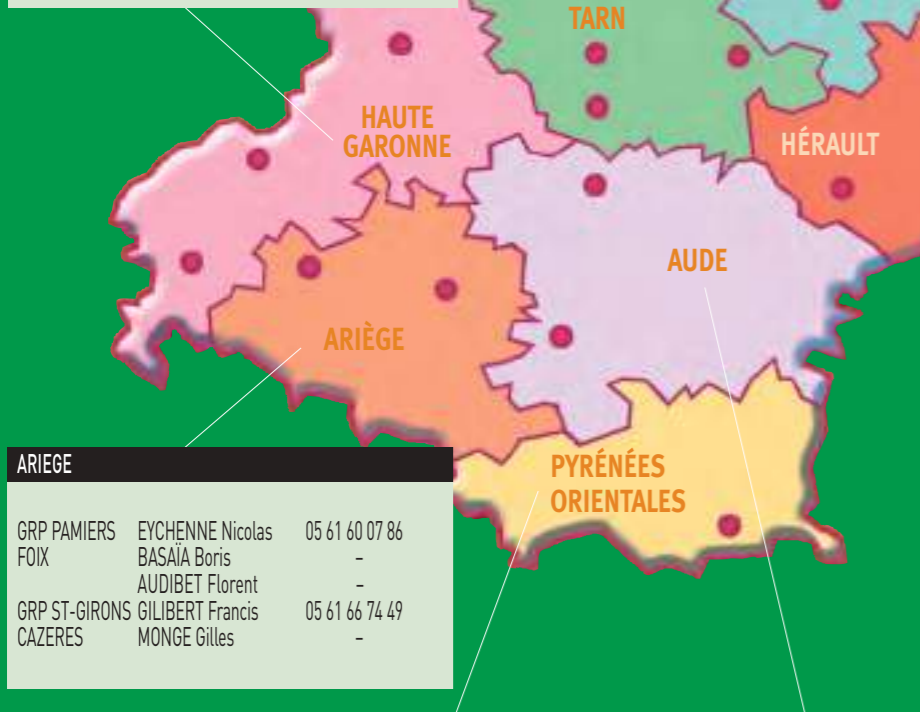 TARN
HAUTE
GARONNE
HÉRAULT
AUDE
ARIÈGE
PYRÉNÉES
ORIENTALES
ARIEGE
GRP PAMIERS EYCHENNE Nicolas 05 61 60 07 86
FOIX BASAÏA Boris –
AUDIBET Florent –
GRP ST-GIRONS GILIBERT Francis 05 61 66 74 49
CAZERES MONGE Gilles –